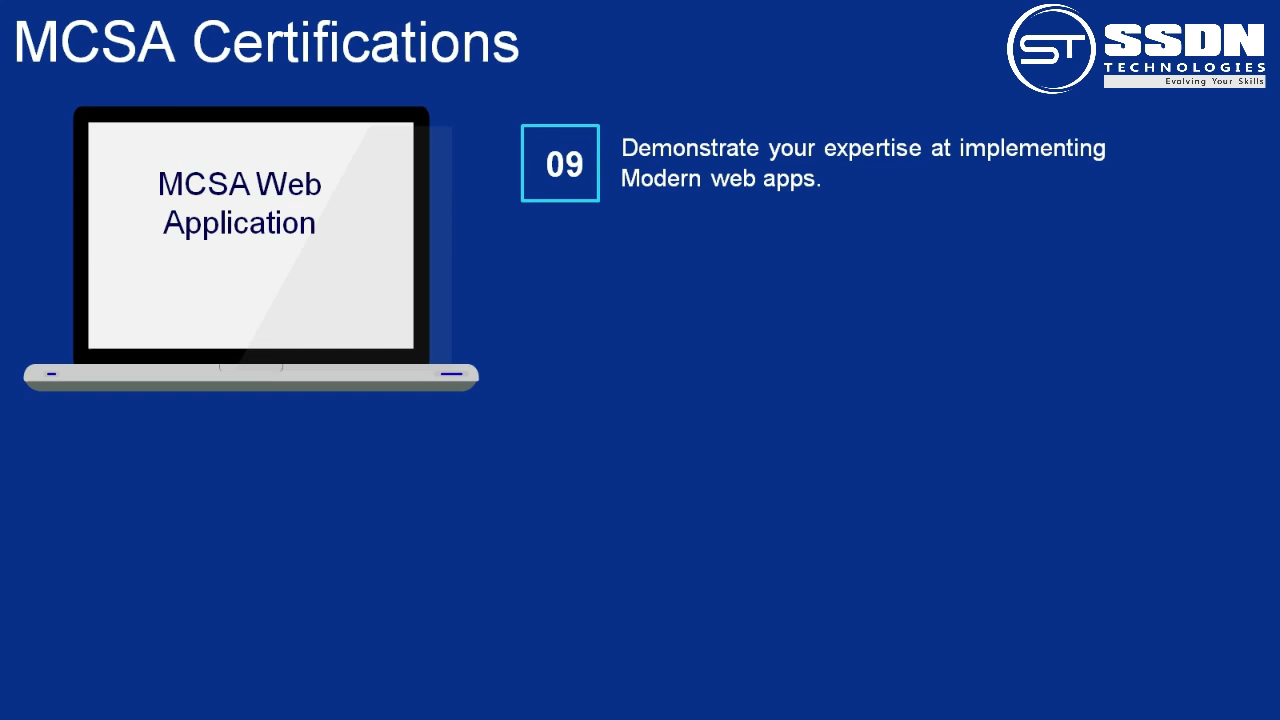 MCSA Certifications
ST SSDN
TECHNOLOGIES
Evolving Your Skills
MCSA Web
Application
09
Demonstrate your expertise at implementing
Modern web apps.